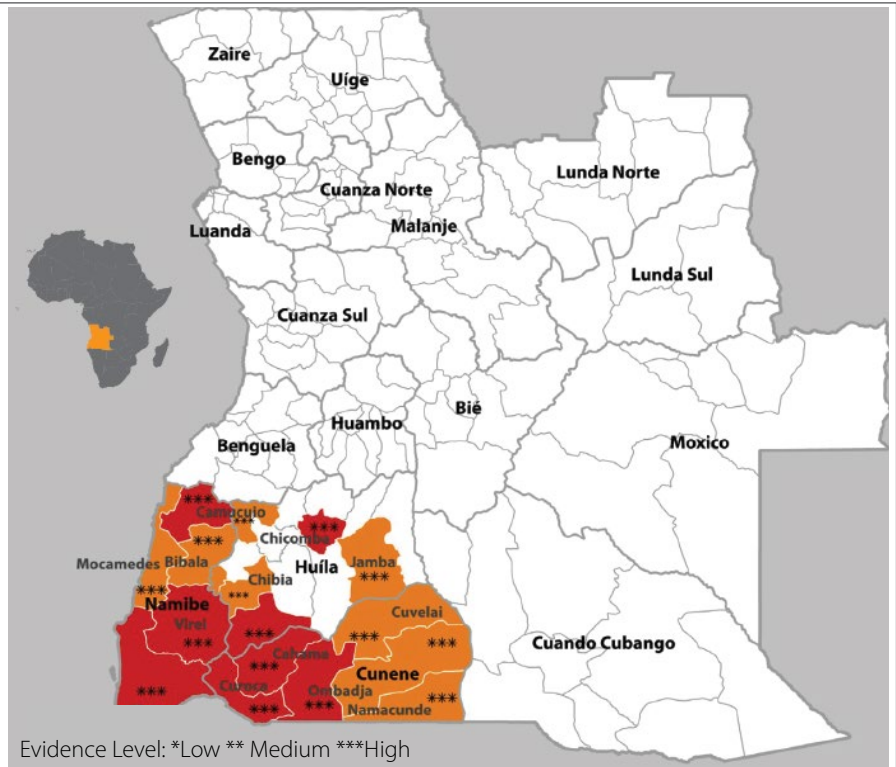 Zaire
Uíge
Bengo
Lunda Norte
Cuanza Norte
Malanje
Luanda
Lunda Sul
Cuanza Sul
Bié
Huambo
Benguela
Moxico
***
Camucuio
***
***
Chicomba
***
Mocamedes
Bibala
Huíla
Jamba
Chibia
***
***
***
Namibe
Cuvelai
Virei
***
***
***
***
Cuando Cubango
Cahama
***
Cunene
Curoca
Ombadja
***
***
***
***
Namacunde
Evidence Level: *Low ** Medium ***High